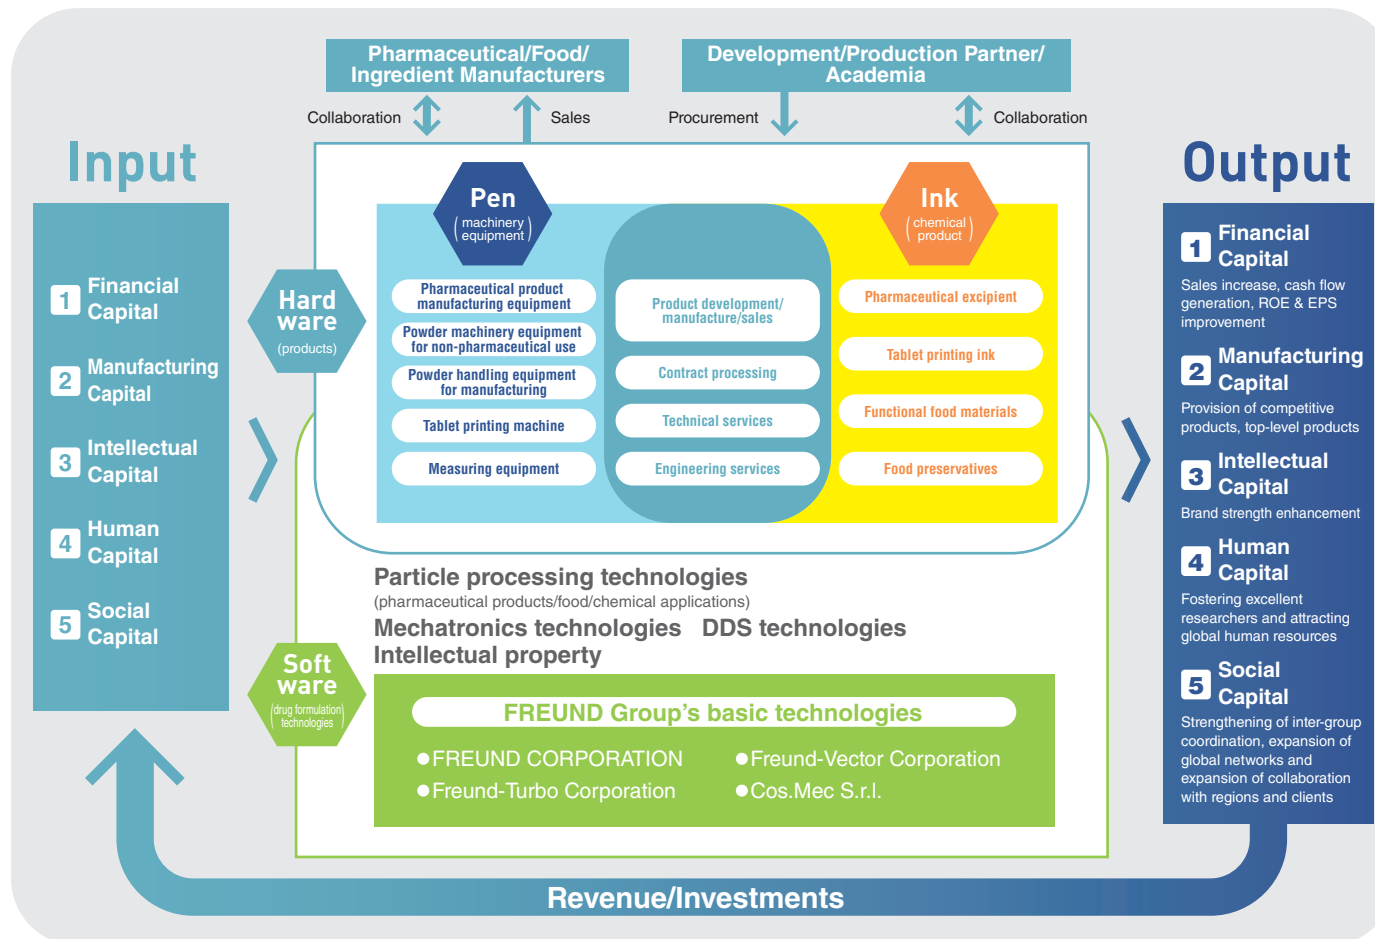 Pharmaceutical/Food/
Ingredient Manufacturers
Development/Production Partner/
Academia
Collaboration
Sales
Procurement
Collaboration
Input
1 Financial
Capital
2 Manufacturing
Capital
3 Intellectual
Capital
4 Human
Capital
5 Social
Capital
Hard
ware
(products)
Pen
(machinery
equipment)
Pharmaceutical product
manufacturing equipment
Powder machinery equipment
for non-pharmaceutical use
Powder handling equipment
for manufacturing
Tablet printing machine
Measuring equipment
Product development/
manufacture/sales
Contract processing
Technical services
Engineering services
Ink
(chemical
product)
Pharmaceutical excipient
Tablet printing ink
Functional food materials
Food preservatives
Soft
ware
(drug formulation
technologies)
Particle processing technologies
(pharmaceutical products/food/chemical applications)
Mechatronics technologies DDS technologies
Intellectual property
FREUND Group's basic technologies
●FREUND CORPORATION
●Freund-Vector Corporation
●Freund-Turbo Corporation
●Cos.Mec S.r.l.
Output
1 Financial
Capital
Sales increase, cash flow
generation, ROE & EPS
improvement
2 Manufacturing
Capital
Provision of competitive
products, top-level products
3 Intellectual
Capital
Brand strength enhancement
4 Human
Capital
Fostering excellent
researchers and attracting
global human resources
5 Social
Capital
Strengthening of inter-group
coordination, expansion of
global networks and
expansion of collaboration
with regions and clients
Revenue/Investments